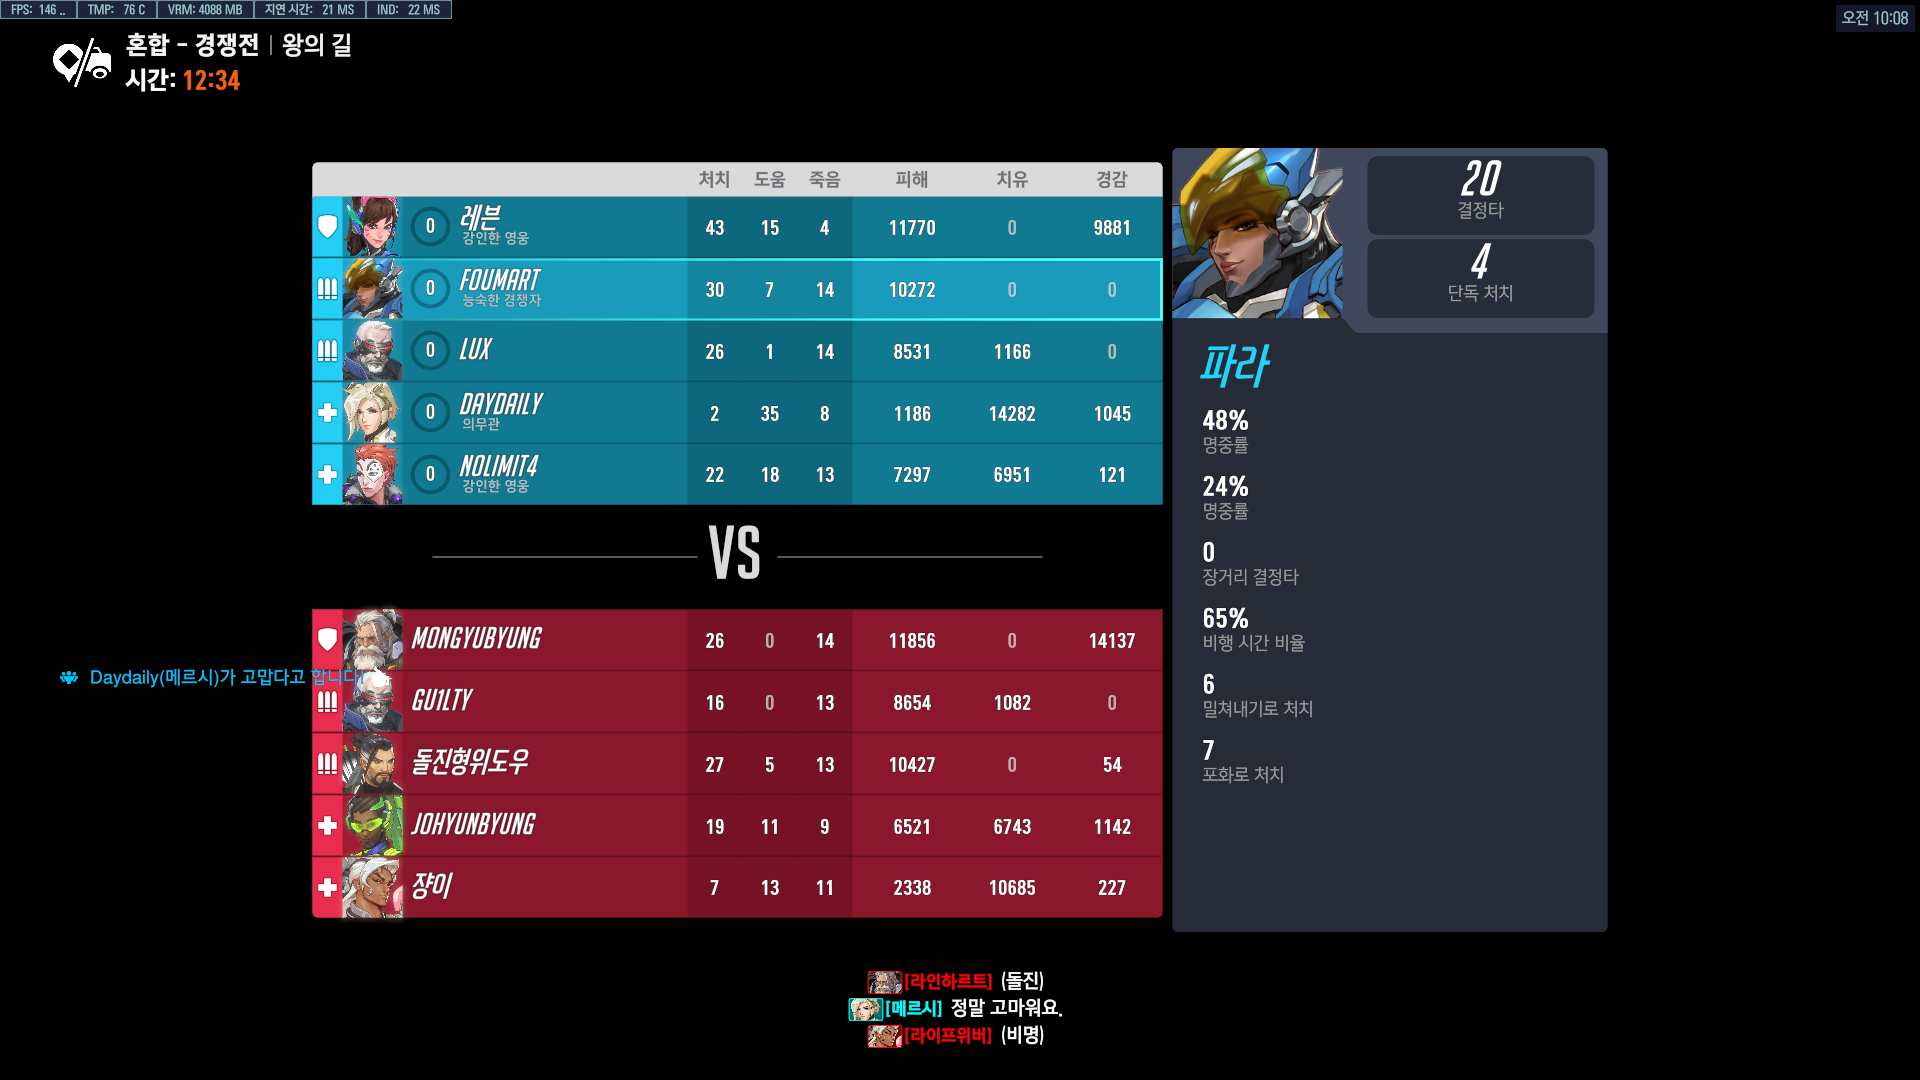 FPS: 146 .. TMP: 76 C VRM: 4088 MB 지연 시간: 21 MS IND: 22 MS
오전 10:08
혼합 - 경쟁전 | 왕의 길
시간: 12:34
처치 도움 죽음 피해 치유 경감
0 레븐 43 15 4 11770 0 9881
강인한 영웅
0 FOUMART 30 7 14 10272 0 0
능숙한 경쟁자
0 LUX 26 1 14 8531 1166 0
0 DAYDAILY 2 35 8 1186 14282 1045
의무관
0 NOLIMIT4 22 18 13 7297 6951 121
강인한 영웅
VS
MONGYUBYUNG 26 0 14 11856 0 14137
Daydaily(메르시)가 고맙다고 합니다!
GU1LTY 16 0 13 8654 1082 0
돌진형위도우 27 5 13 10427 0 54
JOHYUNBYUNG 19 11 9 6521 6743 1142
쟝이 7 13 11 2338 10685 227
20
결정타
4
단독 처치
파라
48%
명중률
24%
명중률
0
장거리 결정타
65%
비행 시간 비율
6
밀쳐내기로 처치
7
포화로 처치
[라인하르트] (돌진)
[메르시] 정말 고마워요.
[라이프위버] (비명)